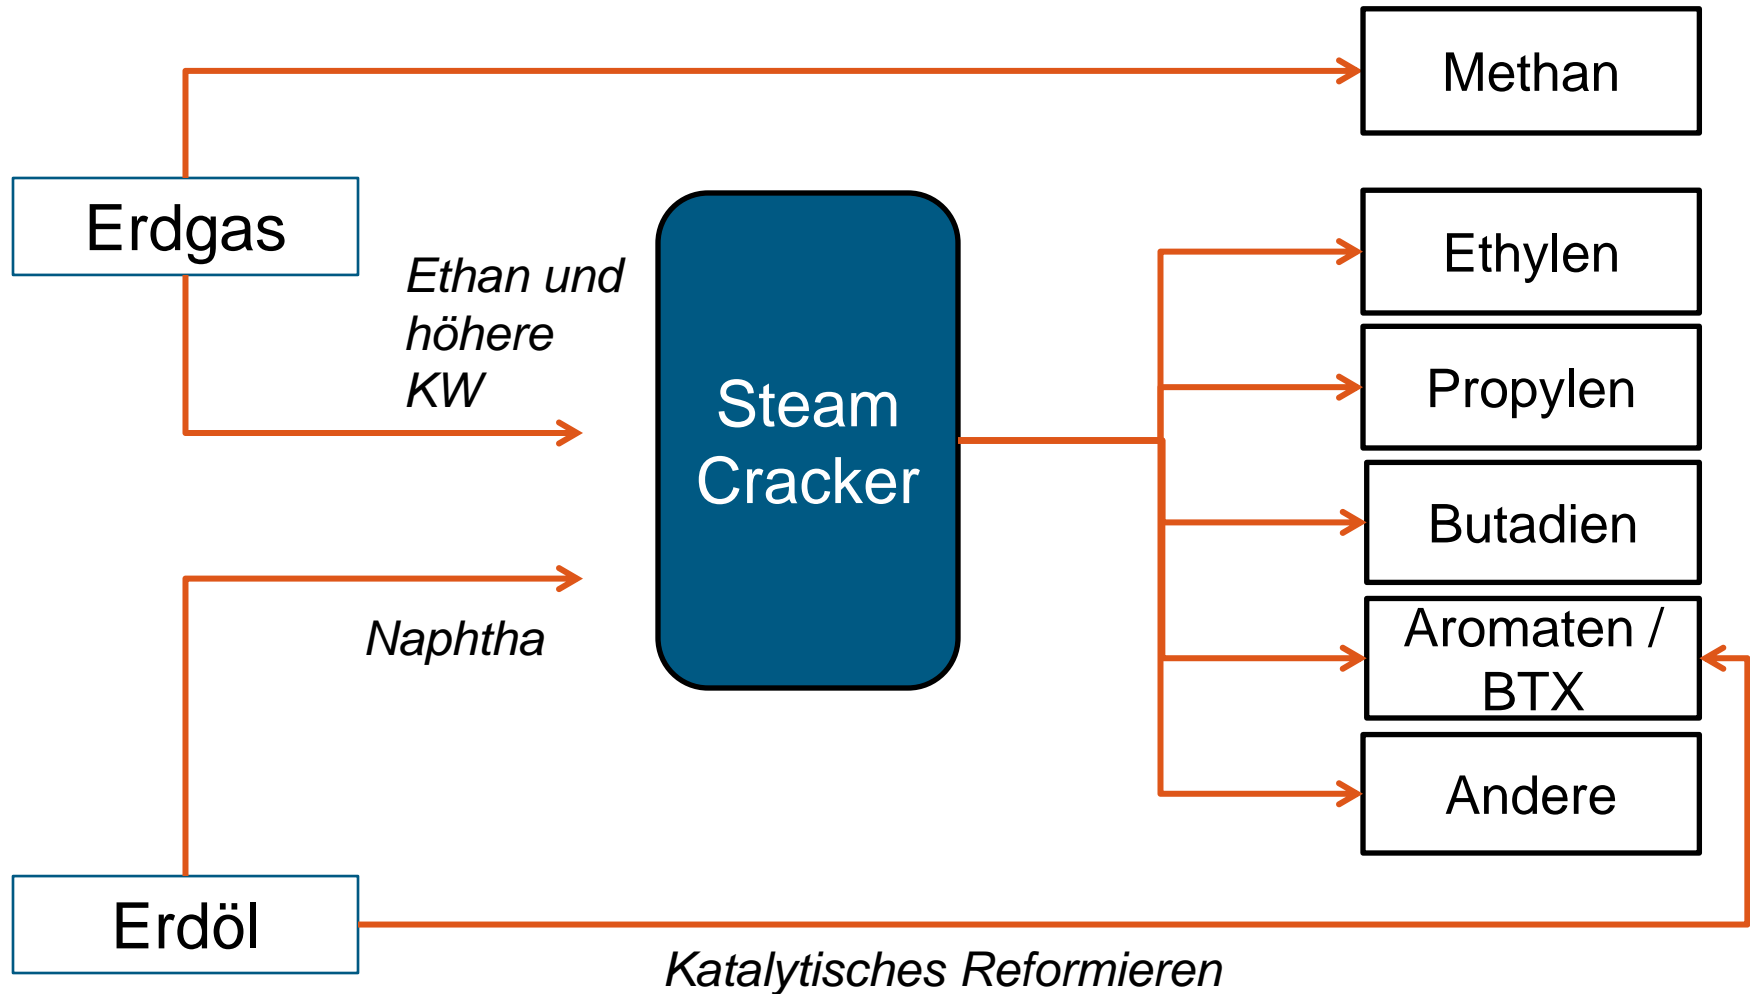 Methan
Erdgas
Ethan und
höhere
KW
Steam
Cracker
Naphtha
Ethylen
Propylen
Butadien
Aromaten /
BTX
Andere
Erdöl
Katalytisches Reformieren